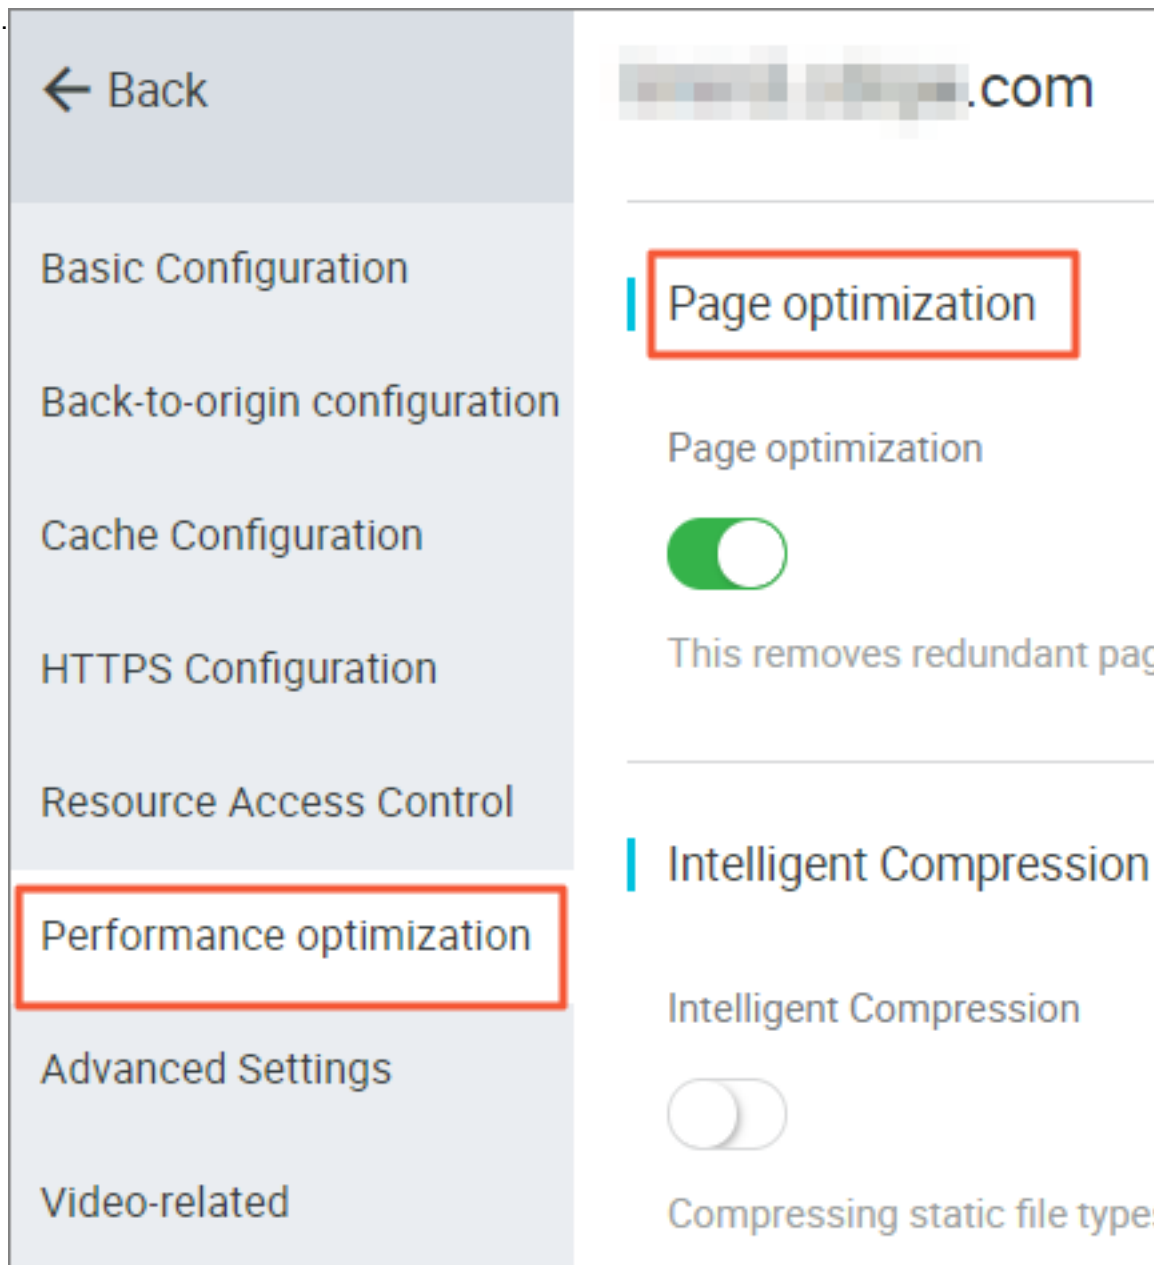 .
← Back
.com
Basic Configuration
Back-to-origin configuration
Cache Configuration
HTTPS Configuration
Resource Access Control
Performance optimization
Advanced Settings
Video-related
Page optimization
Page optimization
This removes redundant
Intelligent Compression
Intelligent Compression
Compressing static file